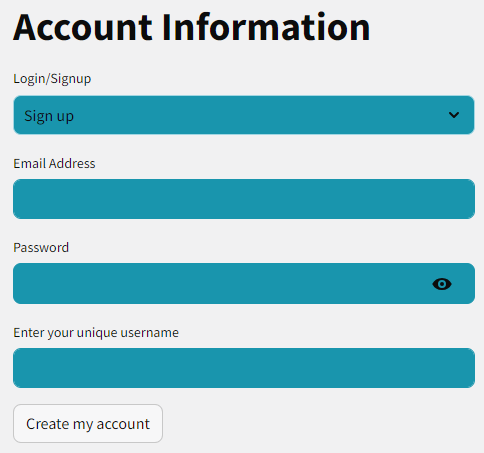 Account Information
Login/Signup
Sign up
Email Address
Password
Enter your unique username
Create my account